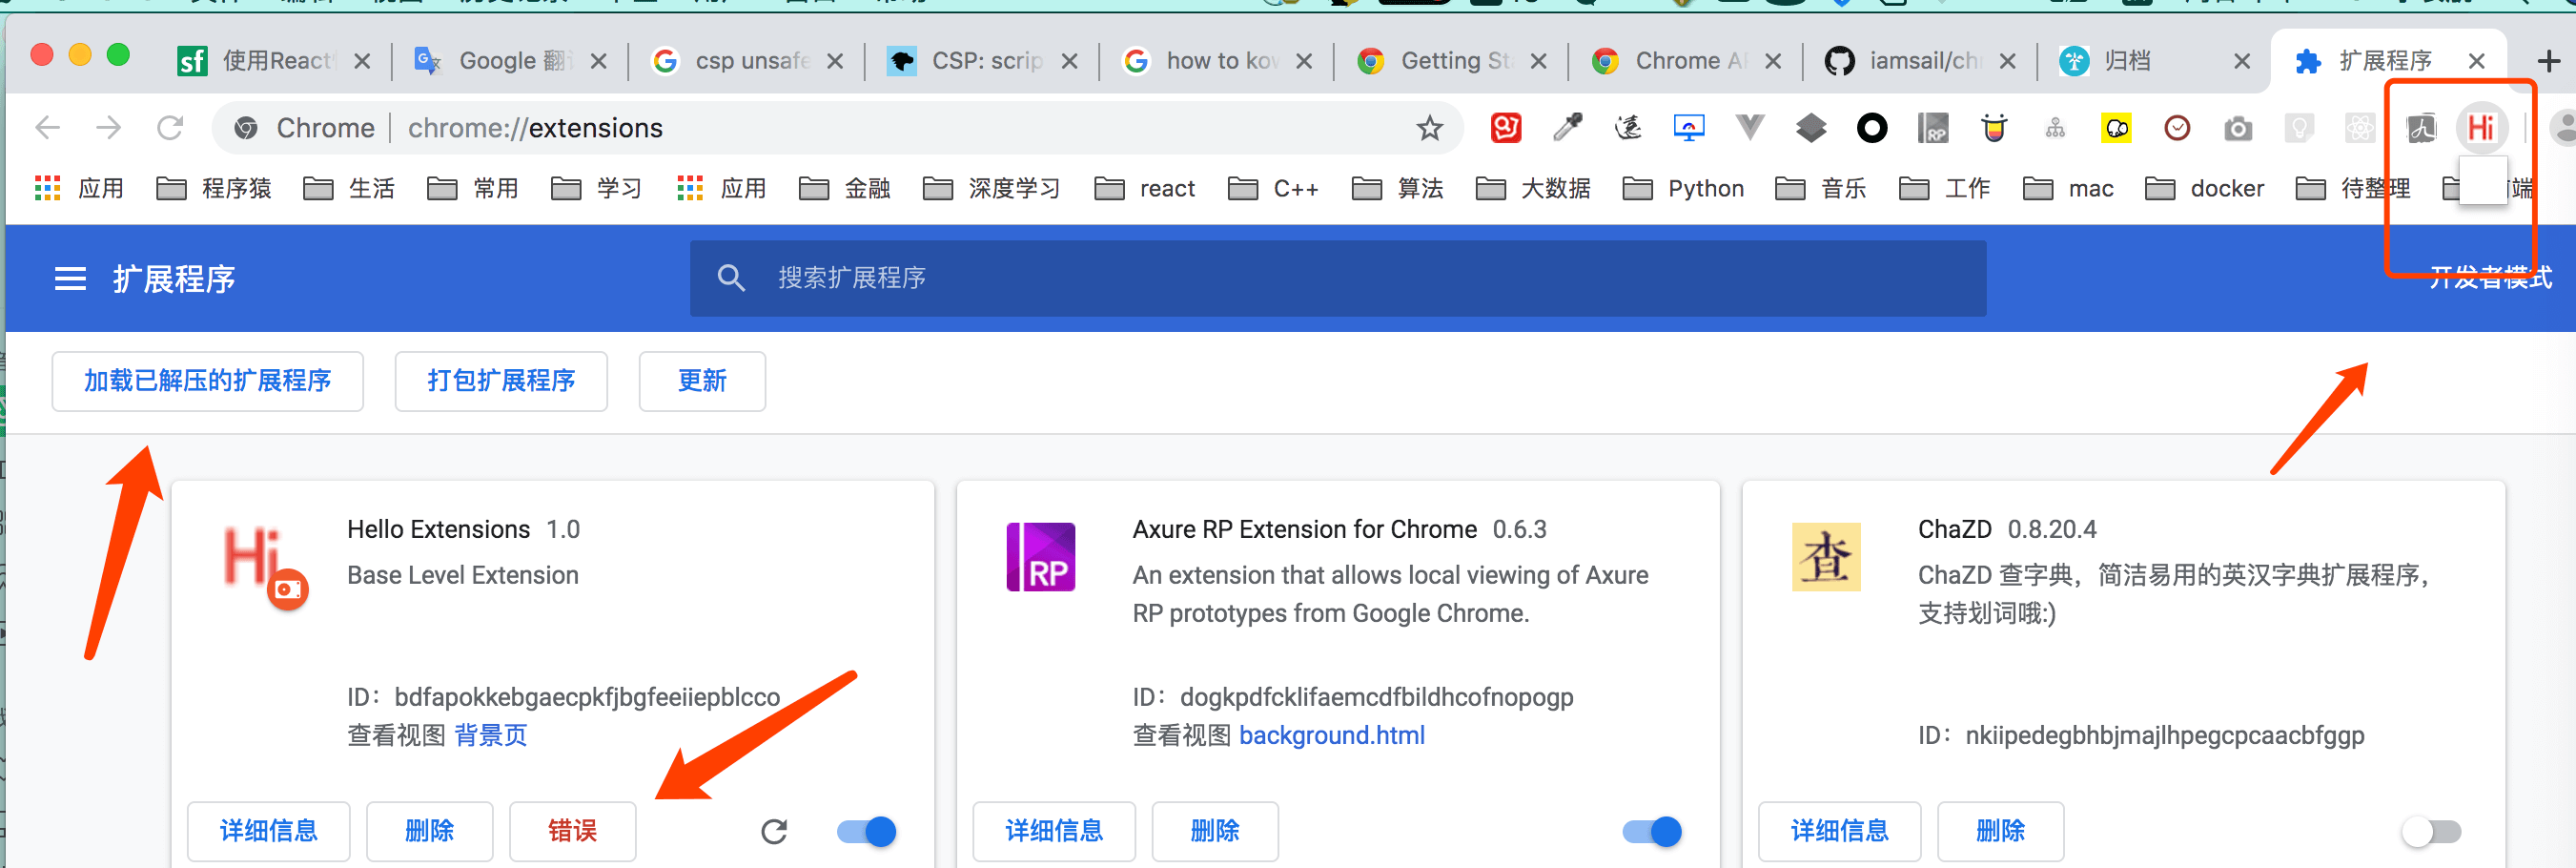 使用React
Google 翻
csp unsafe
CSP: scrip
how to kov
Getting St
Chrome A
iamsail/ch
归档
扩展程序
Chrome
chrome://extensions
RP
Hi
应用
程序猿
生活
常用
学习
应用
金融
深度学习
react
C++
算法
大数据
Python
音乐
工作
mac
docker
待整理
端
扩展程序
搜索扩展程序
开发者模式
加载已解压的扩展程序
打包扩展程序
更新
Hi
Hello Extensions 1.0
Base Level Extension
ID：bdfapokkebgaecpkfjbgfeeiiepblcco
查看视图 背景页
详细信息
删除
错误
RP
Axure RP Extension for Chrome 0.6.3
An extension that allows local viewing of Axure
RP prototypes from Google Chrome.
ID：dogkpdfcklifaemcdfbildhcofnopogp
查看视图 background.html
详细信息
删除
查
ChaZD 0.8.20.4
ChaZD 查字典，简洁易用的英汉字典扩展程序，
支持划词哦:)
ID：nkiipedegbhbjmajlhpegcpcaacbfggp
详细信息
删除